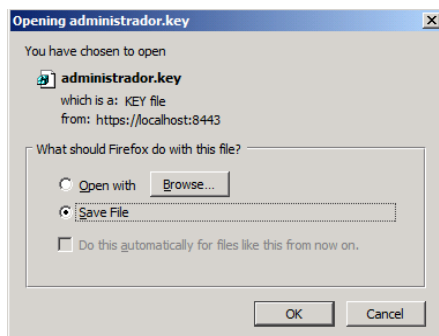 Opening administrador.key
You have chosen to open
administrador.key
which is a: KEY file
from: https://localhost:8443
What should Firefox do with this file?
Open with Browse...
Save File
Do this automatically for files like this from now on.
OK Cancel